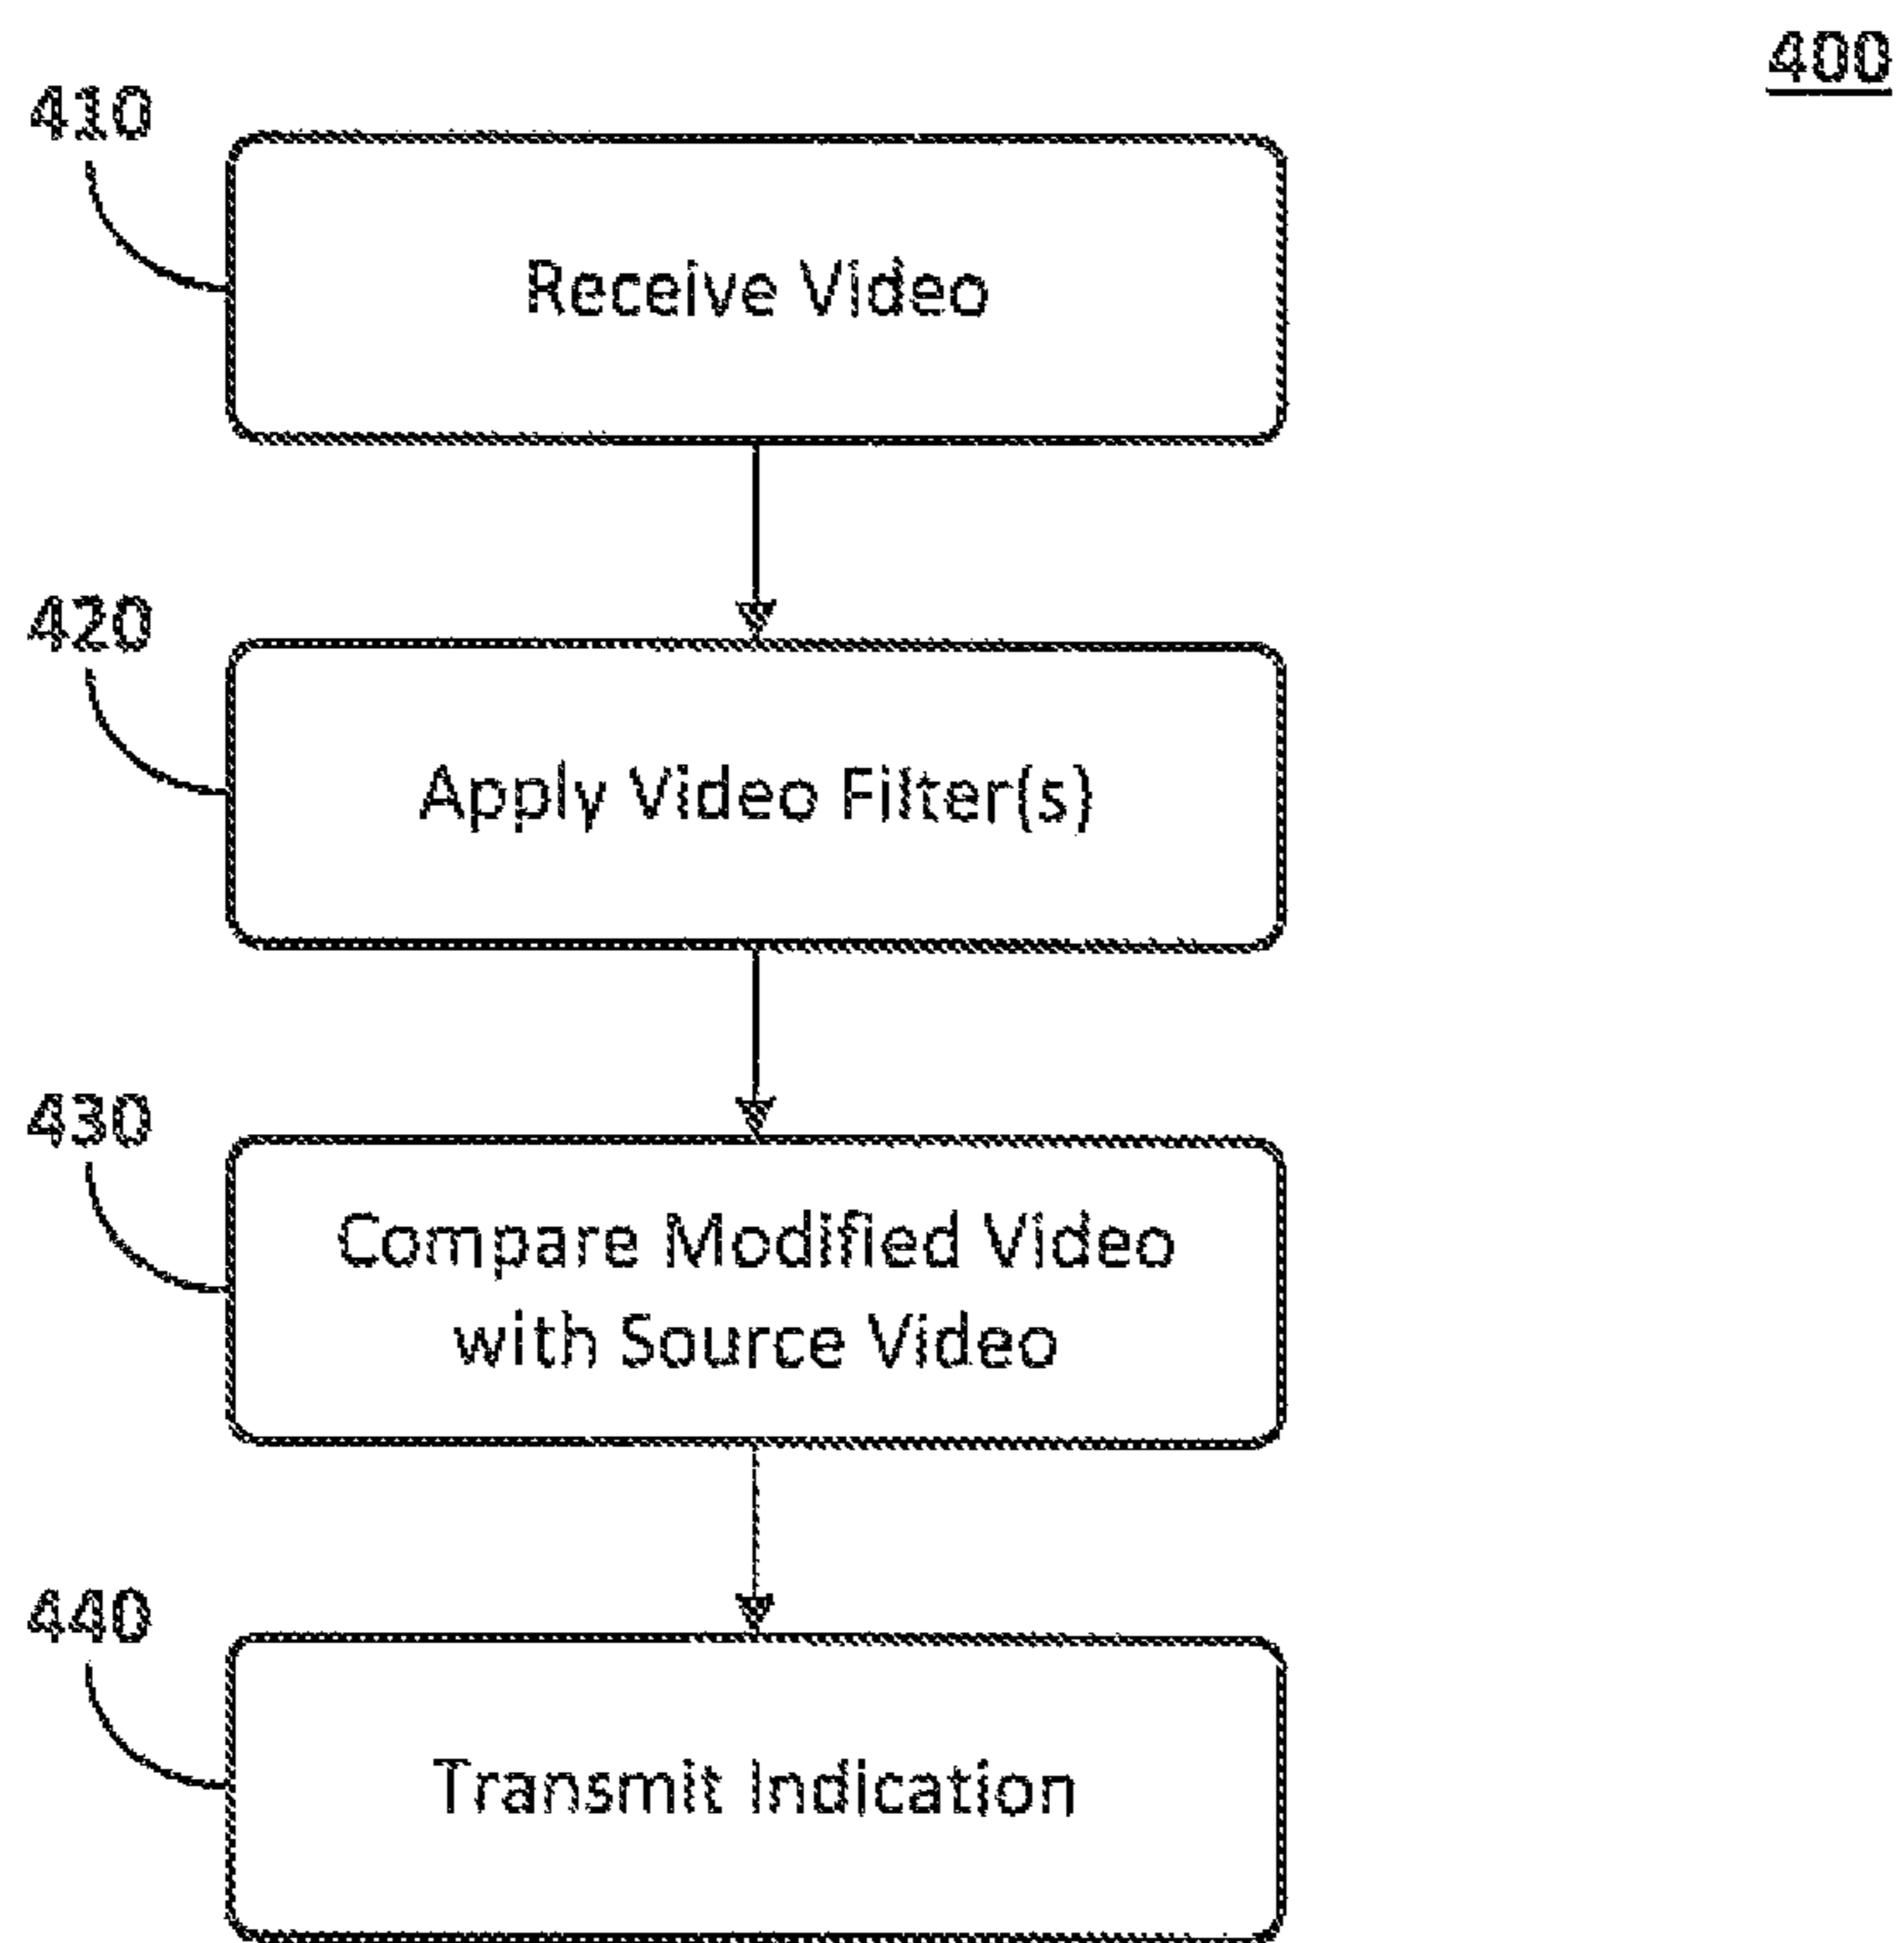 400
410
Receive Video
420
Apply Video Filter(s)
430
Compare Modified Video
with Source Video
440
Transmit Indication